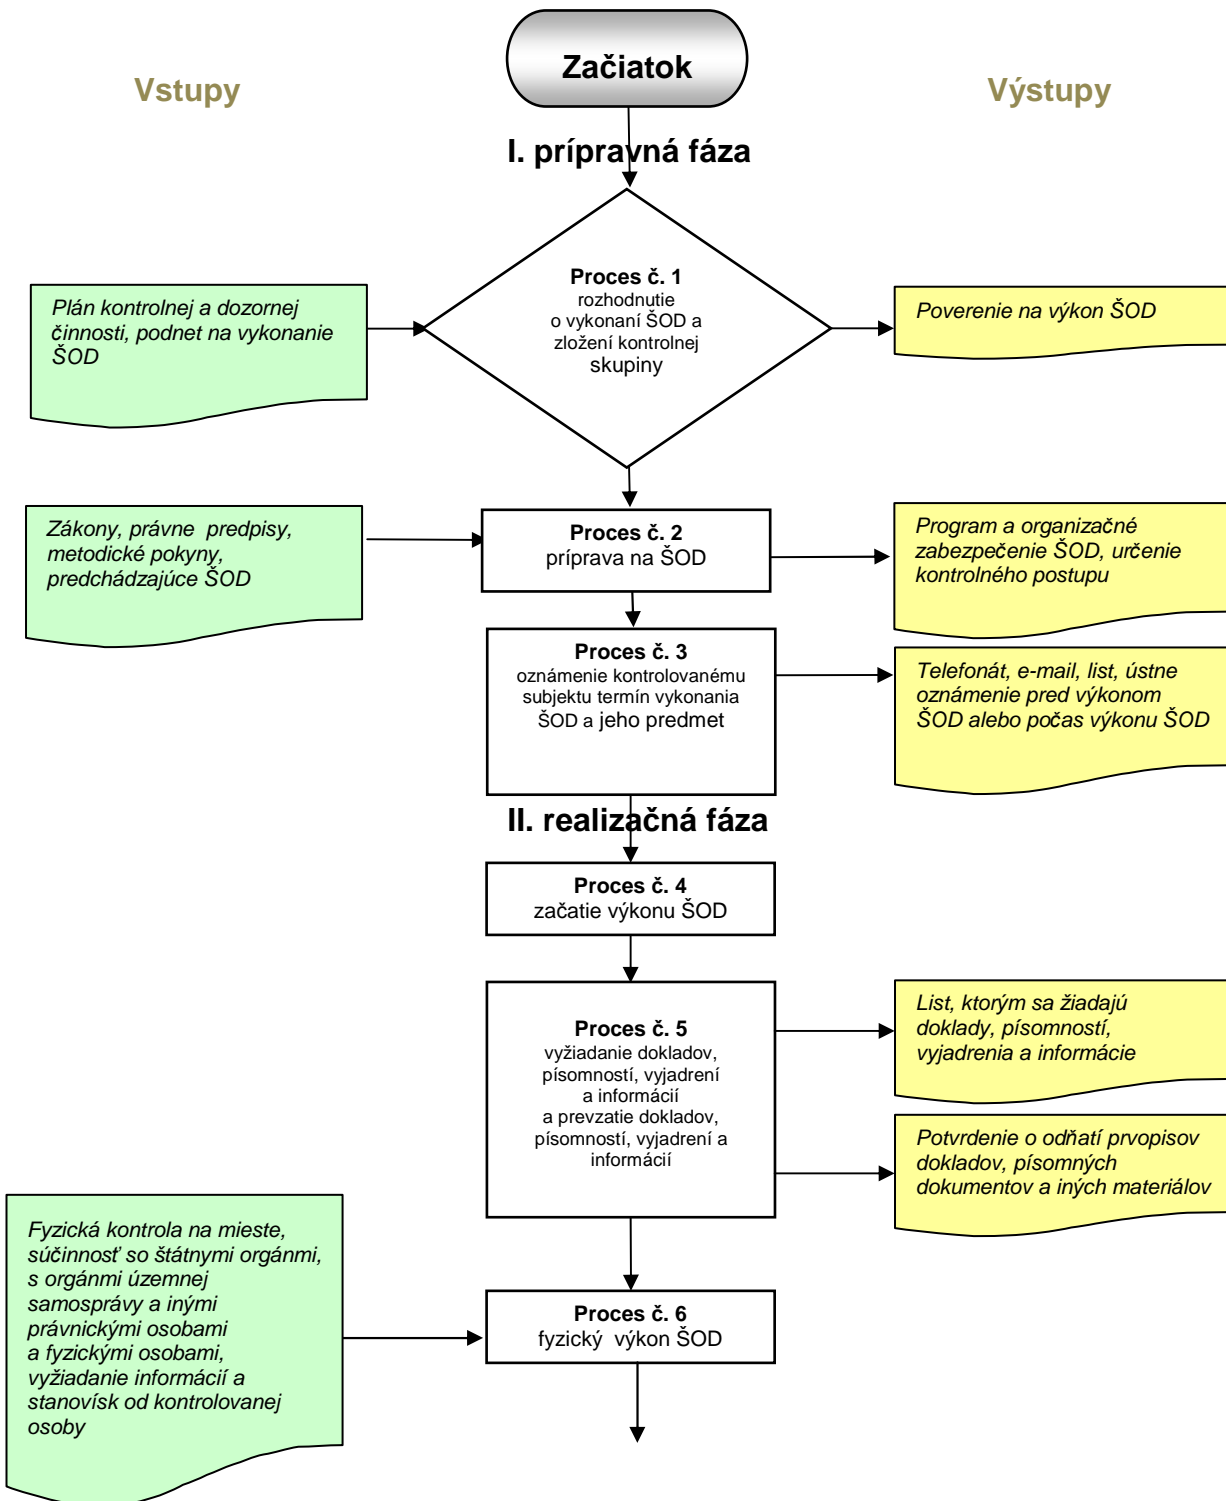 Začiatok
Vstupy
Výstupy
I. prípravná fáza
Proces č. 1
rozhodnutie
o vykonaní ŠOD a
zložení kontrolnej
skupiny
Plán kontrolnej a dozornej
činnosti, podnet na vykonanie
ŠOD
Poverenie na výkon ŠOD
Zákony, právne predpisy,
metodické pokyny,
predchádzajúce ŠOD
Proces č. 2
príprava na ŠOD
Program a organizačné
zabezpečenie ŠOD, určenie
kontrolného postupu
Proces č. 3
oznámenie kontrolovanému
subjektu termín vykonania
ŠOD a jeho predmet
Telefonát, e-mail, list, ústne
oznámenie pred výkonom
ŠOD alebo počas výkonu ŠOD
II. realizačná fáza
Proces č. 4
začatie výkonu ŠOD
Proces č. 5
vyžiadanie dokladov,
písomností, vyjadrení
a informácií
a prevzatie dokladov,
písomností, vyjadrení a
informácií
List, ktorým sa žiadajú
doklady, písomností,
vyjadrenia a informácie
Potvrdenie o odňatí prvopisov
dokladov, písomných
dokumentov a iných materiálov
Fyzická kontrola na mieste,
súčinnosť so štátnymi orgánmi,
s orgánmi územnej
samosprávy a inými
právnickými osobami
a fyzickými osobami,
vyžiadanie informácií a
stanovísk od kontrolovanej
osoby
Proces č. 6
fyzický výkon ŠOD